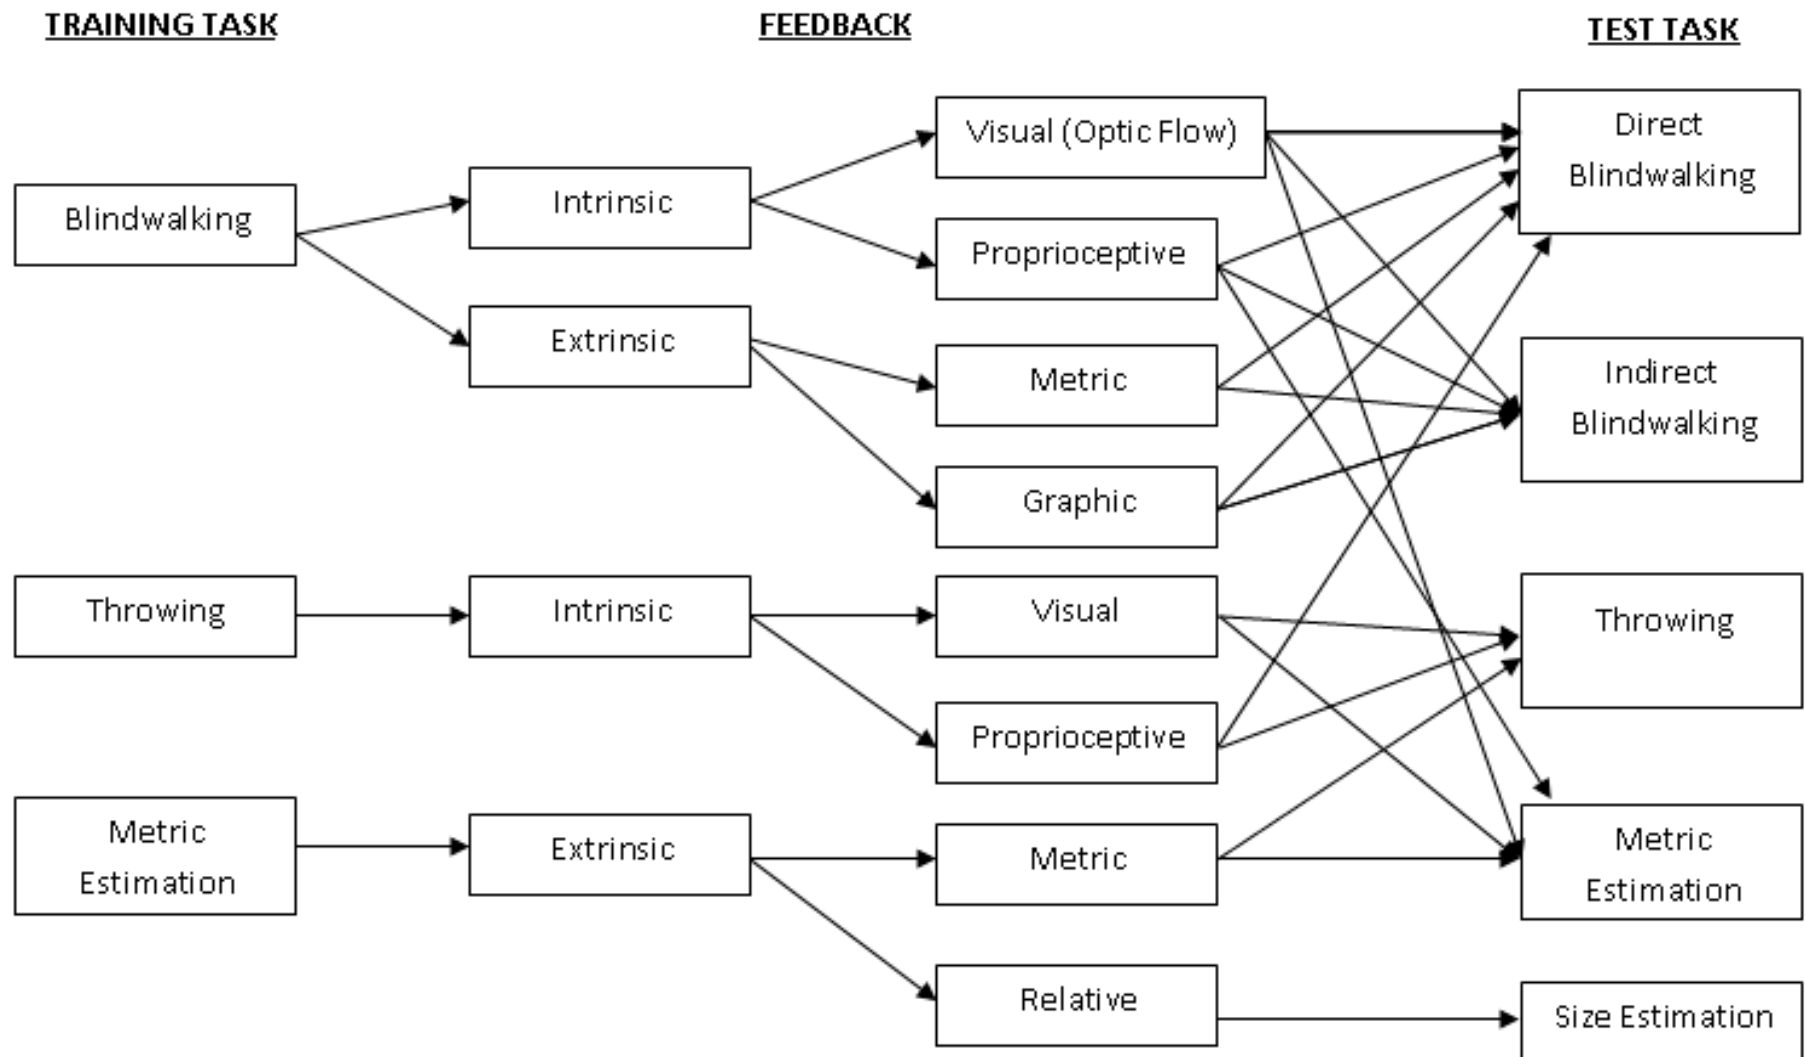 TRAINING TASK
FEEDBACK
TEST TASK
Blindwalking
Intrinsic
Extrinsic
Visual (Optic Flow)
Proprioceptive
Metric
Graphic
Direct
Blindwalking
Indirect
Blindwalking
Throwing
Intrinsic
Visual
Proprioceptive
Throwing
Metric
Estimation
Extrinsic
Metric
Relative
Metric
Estimation
Size Estimation